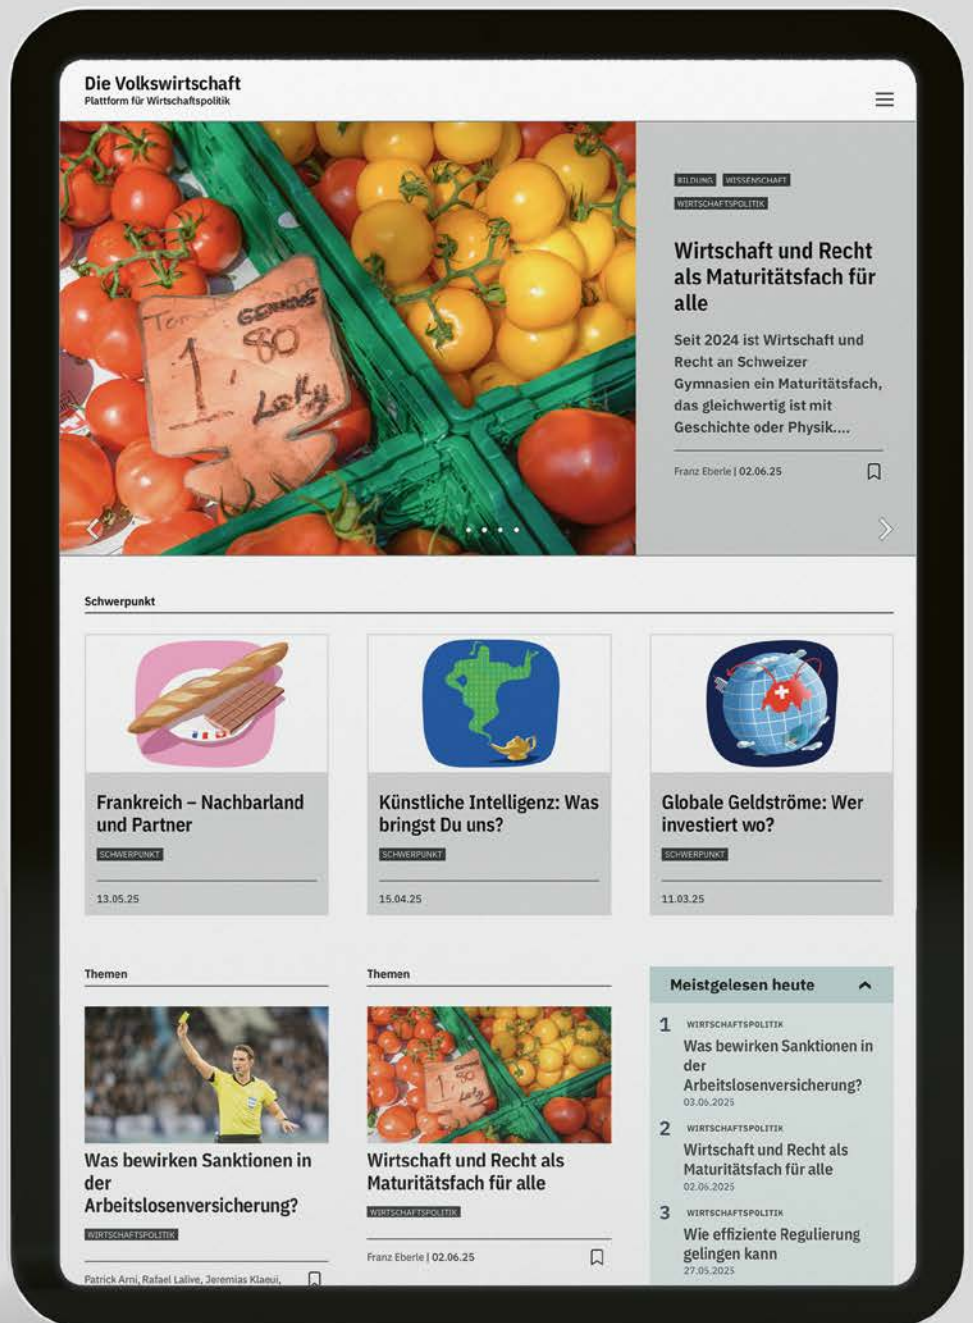 Die Volkswirtschaft
Plattform für Wirtschaftspolitik
1.80
BILDUNG WISSENSCHAFT
WIRTSCHAFTSPOLITIK
Wirtschaft und Recht
als Maturitätsfach für
alle
Seit 2024 ist Wirtschaft und
Recht an Schweizer
Gymnasien ein Maturitätsfach,
das gleichwertig ist mit
Geschichte oder Physik....
Franz Eberle | 02.06.25
Schwerpunkt
Frankreich – Nachbarland
und Partner
SCHWERPUNKT
13.05.25
Künstliche Intelligenz: Was
bringst Du uns?
SCHWERPUNKT
15.04.25
Globale Geldströme: Wer
investiert wo?
SCHWERPUNKT
11.03.25
Themen
Was bewirken Sanktionen in
der
Arbeitslosenversicherung?
WIRTSCHAFTSPOLITIK
Patrick Arni, Rafael Lalive, Jeremias Klaeui,
Themen
1.80
Wirtschaft und Recht als
Maturitätsfach für alle
WIRTSCHAFTSPOLITIK
Franz Eberle | 02.06.25
Meistgelesen heute
1 WIRTSCHAFTSPOLITIK
Was bewirken Sanktionen in
der
Arbeitslosenversicherung?
03.06.2025
2 WIRTSCHAFTSPOLITIK
Wirtschaft und Recht als
Maturitätsfach für alle
02.06.2025
3 WIRTSCHAFTSPOLITIK
Wie effiziente Regulierung
gelingen kann
27.05.2025